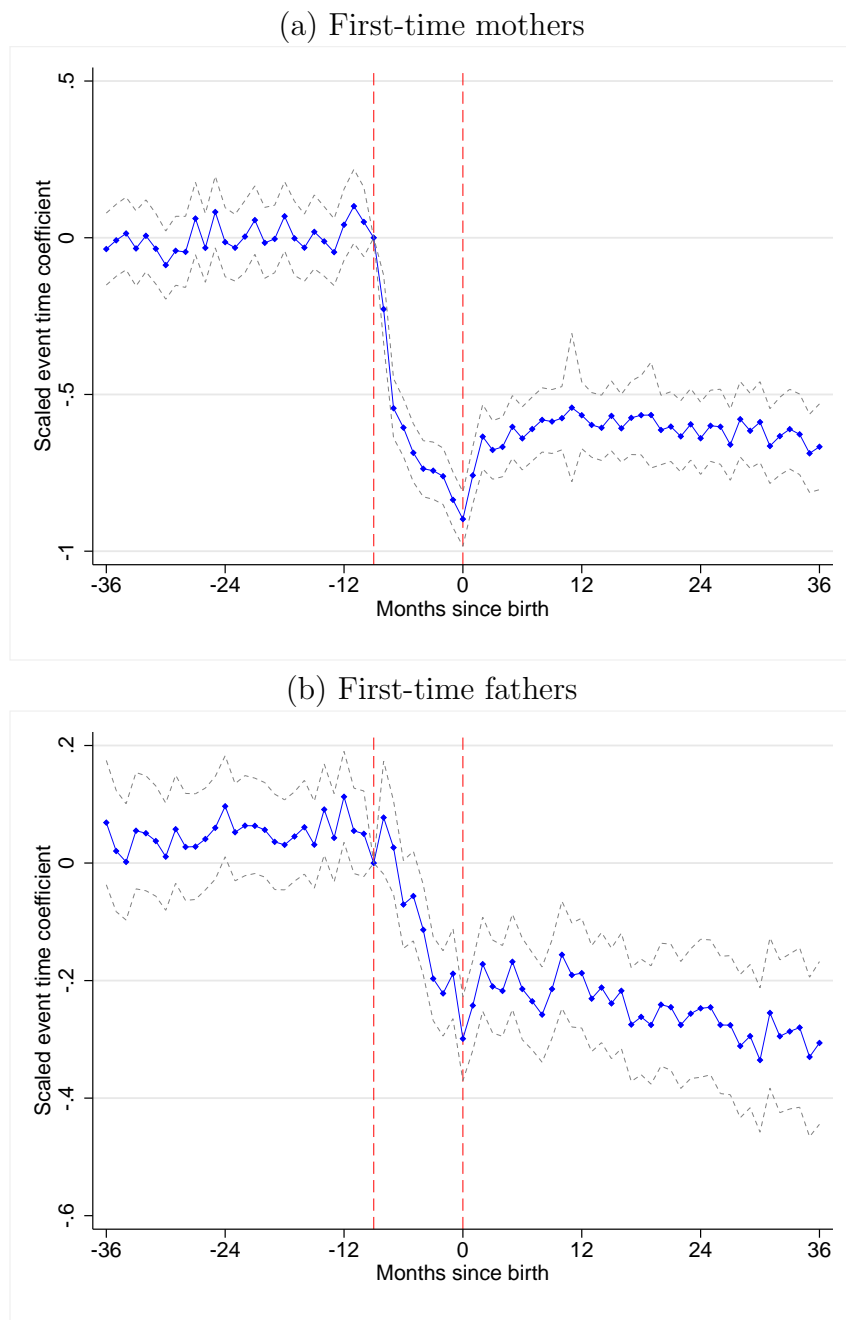 (a) First-time mothers
.5
0
-.5
-1
Scaled event time coefficient
-36 -24 -12 0 12 24 36
Months since birth
(b) First-time fathers
.2
0
-.2
-.4
-.6
Scaled event time coefficient
-36 -24 -12 0 12 24 36
Months since birth